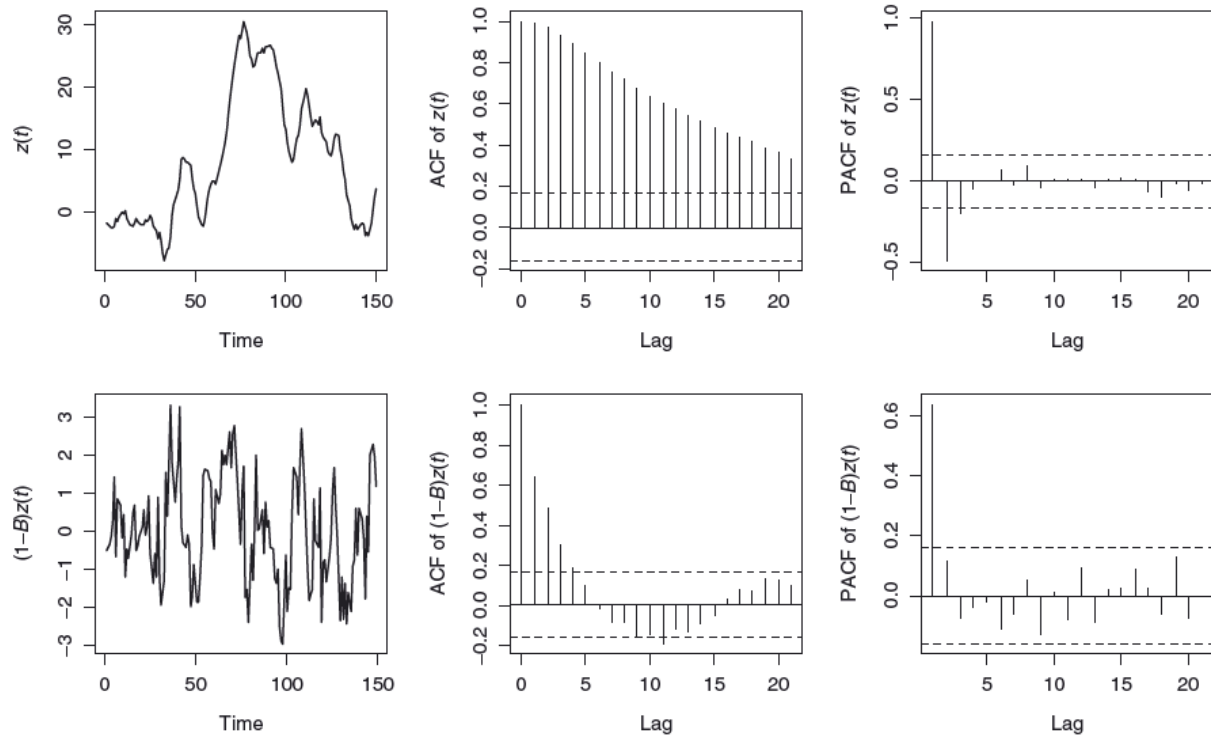 z(t)
30
20
10
0
0 50 100 150
Time
ACF of z(t)
1.0
0.8
0.6
0.4
0.2
0.0
−0.2
0 5 10 15 20
Lag
PACF of z(t)
1.0
0.5
0.0
−0.5
5 10 15 20
Lag
(1−B)z(t)
3
2
1
0
−1
−2
−3
0 50 100 150
Time
ACF of (1−B)z(t)
1.0
0.8
0.6
0.4
0.2
0.0
−0.2
0 5 10 15 20
Lag
PACF of (1−B)z(t)
0.6
0.4
0.2
0.0
5 10 15 20
Lag